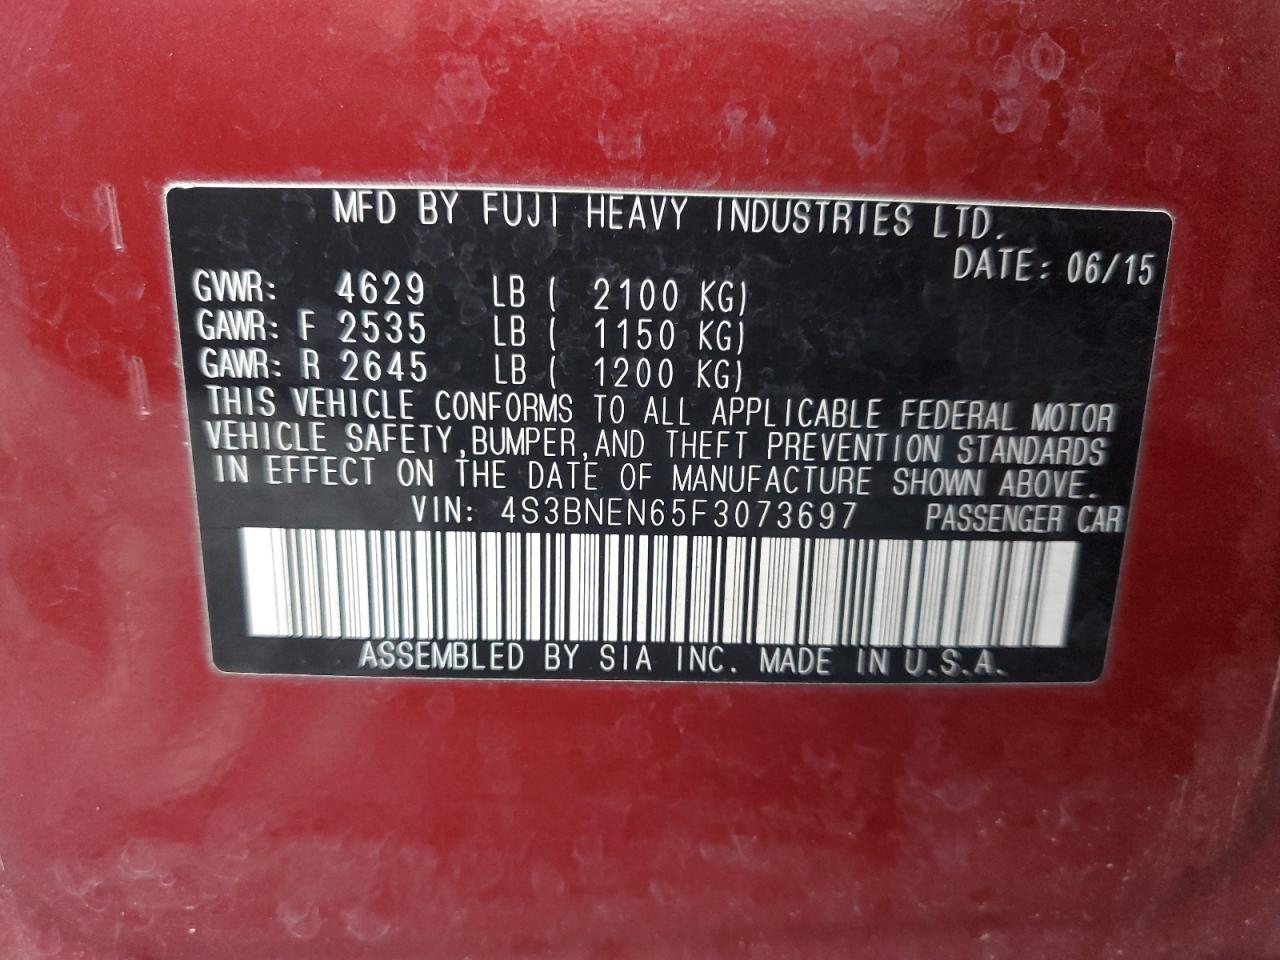 MFD BY FUJI HEAVY INDUSTRIES LTD.
DATE: 06/15
GVWR: 4629 LB ( 2100 KG)
GAWR: F 2535 LB ( 1150 KG)
GAWR: R 2645 LB ( 1200 KG)
THIS VEHICLE CONFORMS TO ALL APPLICABLE FEDERAL MOTOR
VEHICLE SAFETY,BUMPER,AND THEFT PREVENTION STANDARDS
IN EFFECT ON THE DATE OF MANUFACTURE SHOWN ABOVE.
VIN: 4S3BNEN65F3073697 PASSENGER CAR
ASSEMBLED BY SIA INC. MADE IN U.S.A.